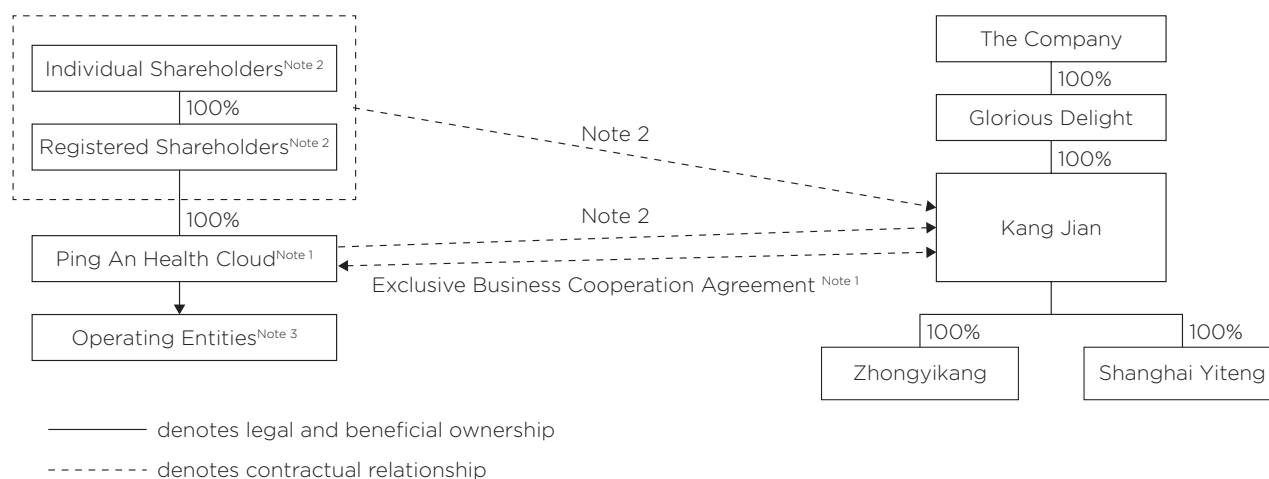 Individual Shareholders Note 2
100%
Registered Shareholders Note 2
100%
Ping An Health Cloud Note 1
Operating Entities Note 3
Note 2
Note 2
Exclusive Business Cooperation Agreement Note 1
The Company
100%
Glorious Delight
100%
Kang Jian
100%
100%
Zhongyikang
Shanghai Yiteng
denotes legal and beneficial ownership
denotes contractual relationship